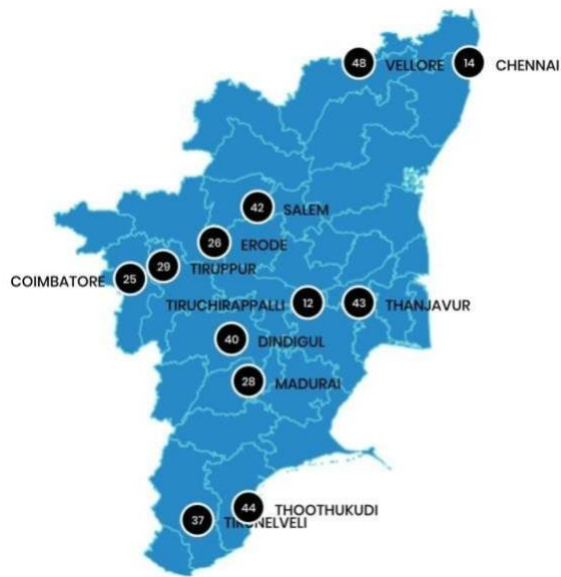 48 VELLORE
14 CHENNAI
42 SALEM
26 ERODE
29 TIRUPPUR
COIMBATORE 25
TIRUCHIRAPPALLI 12
43 THANJAVUR
40 DINDIGUL
28 MADURAI
44 THOOTHUKUDI
37 TIRUNELVELI